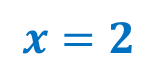 x = 2